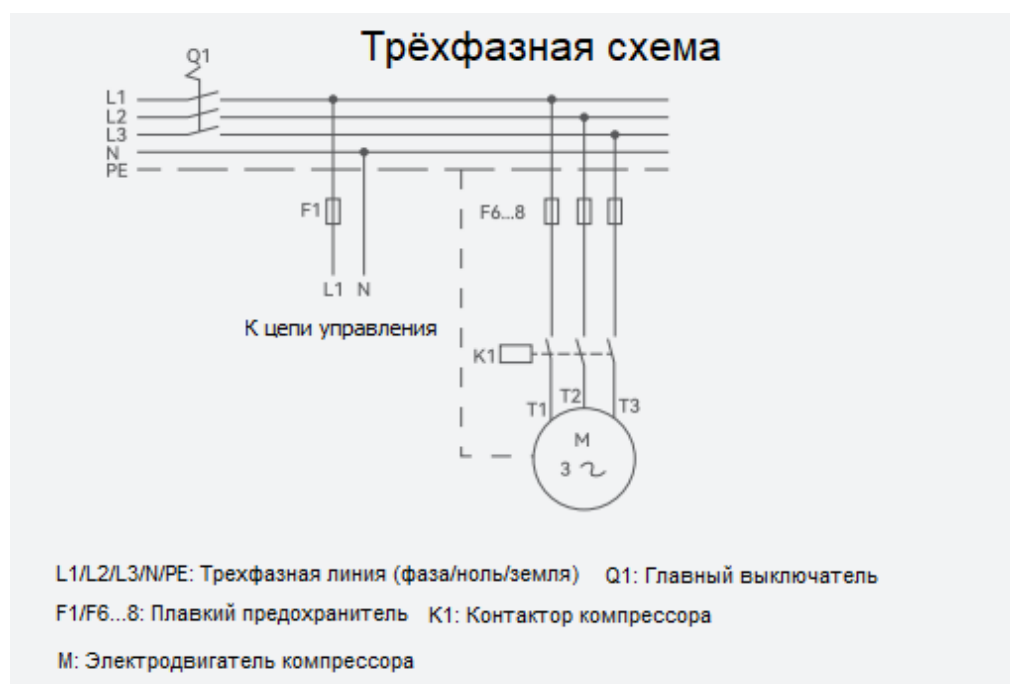 Трёхфазная схема
Q1
L1
L2
L3
N
PE
F1
F6...8
L1 N
К цепи управления
K1
T1 T2 T3
M
3
L1/L2/L3/N/PE: Трехфазная линия (фаза/ноль/земля) Q1: Главный выключатель
F1/F6...8: Плавкий предохранитель K1: Контактор компрессора
M: Электродвигатель компрессора